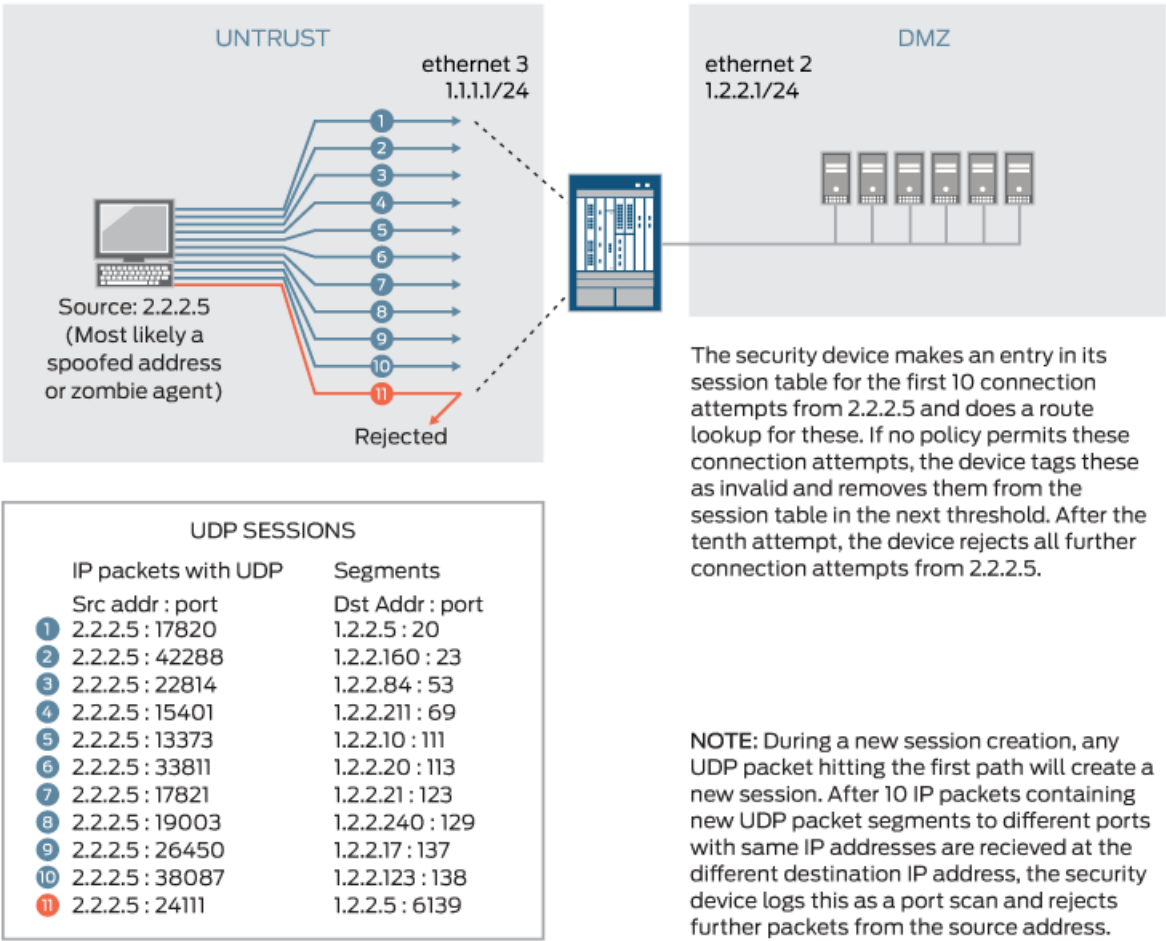 UNTRUST
ethernet 3
1.1.1.1/24
1
2
3
4
5
6
7
8
9
10
11
Source: 2.2.2.5
(Most likely a
spoofed address
or zombie agent)
Rejected
DMZ
ethernet 2
1.2.2.1/24
The security device makes an entry in its
session table for the first 10 connection
attempts from 2.2.2.5 and does a route
lookup for these. If no policy permits these
connection attempts, the device tags these
as invalid and removes them from the
session table in the next threshold. After the
tenth attempt, the device rejects all further
connection attempts from 2.2.2.5.
UDP SESSIONS
IP packets with UDP Segments
Src addr : port Dst Addr : port
1 2.2.2.5 : 17820 1.2.2.5 : 20
2 2.2.2.5 : 42288 1.2.2.160 : 23
3 2.2.2.5 : 22814 1.2.2.84 : 53
4 2.2.2.5 : 15401 1.2.2.211 : 69
5 2.2.2.5 : 13373 1.2.2.10 : 111
6 2.2.2.5 : 33811 1.2.2.20 : 113
7 2.2.2.5 : 17821 1.2.2.21 : 123
8 2.2.2.5 : 19003 1.2.2.240 : 129
9 2.2.2.5 : 26450 1.2.2.17 : 137
10 2.2.2.5 : 38087 1.2.2.123 : 138
11 2.2.2.5 : 24111 1.2.2.5 : 6139
NOTE: During a new session creation, any
UDP packet hitting the first path will create a
new session. After 10 IP packets containing
new UDP packet segments to different ports
with same IP addresses are recieved at the
different destination IP address, the security
device logs this as a port scan and rejects
further packets from the source address.